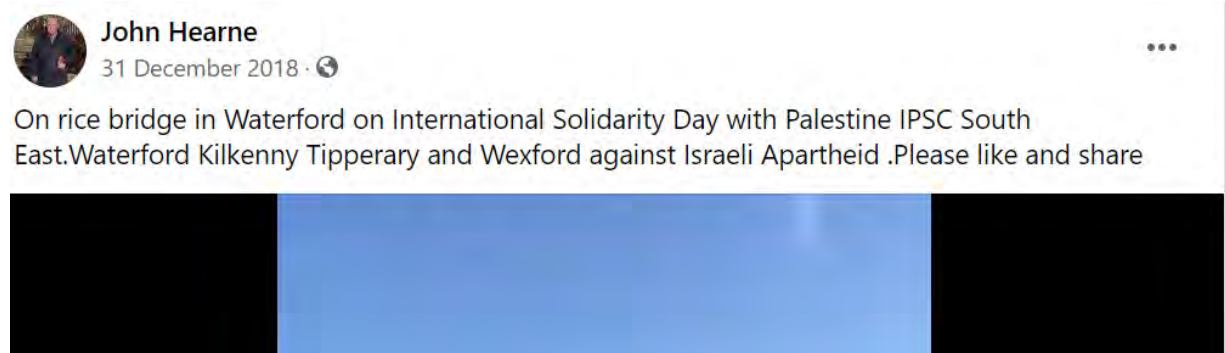 John Hearne
31 December 2018 ·
On rice bridge in Waterford on International Solidarity Day with Palestine IPSC South
East.Waterford Kilkenny Tipperary and Wexford against Israeli Apartheid .Please like and share